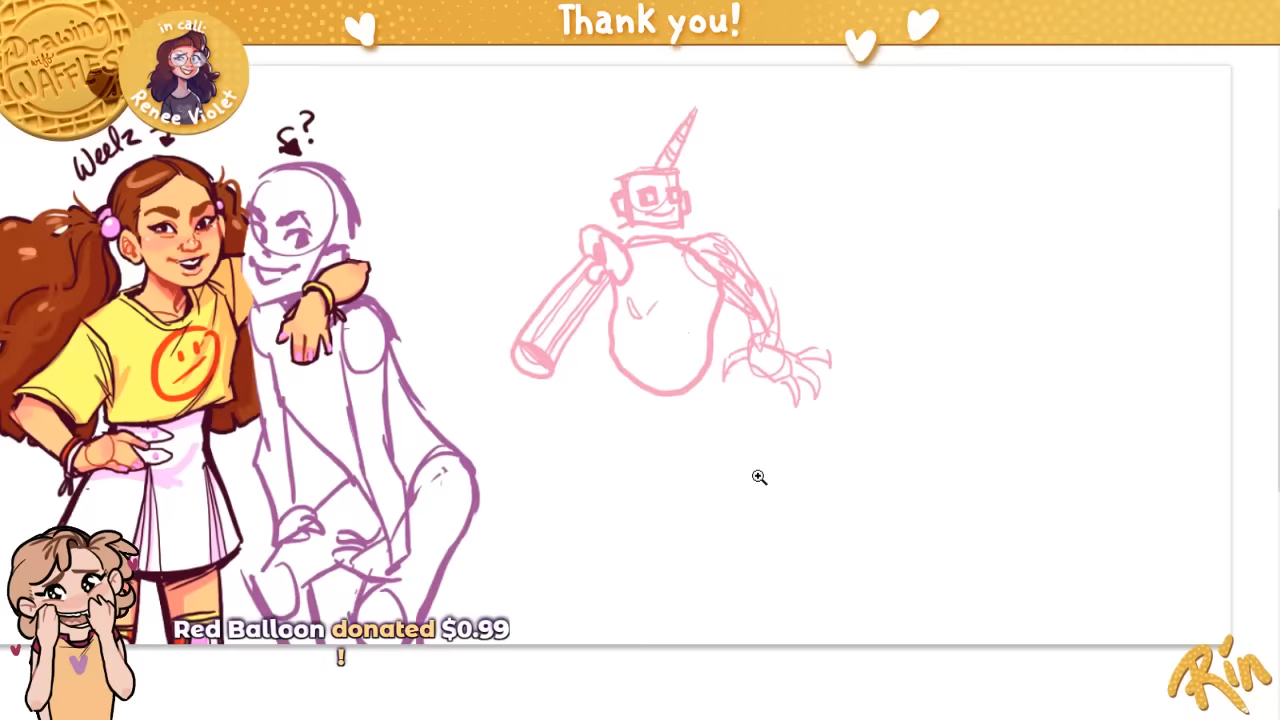 Thank you!
Drawing
with
WAFFLES
in call:
Renee Violet
Weelz
?
Red Balloon donated $0.99
!
Rin